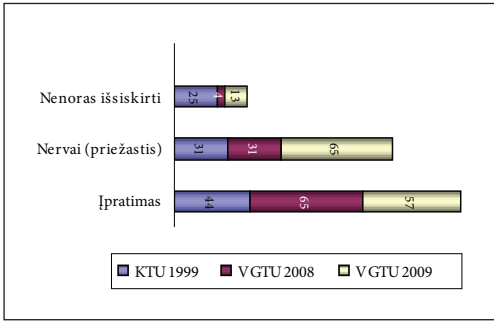 Nenoras išsiskirti 25 4 13
Nervai (priežastis) 31 31 65
Įpratimas 44 65 57
KTU 1999 VGTU 2008 VGTU 2009